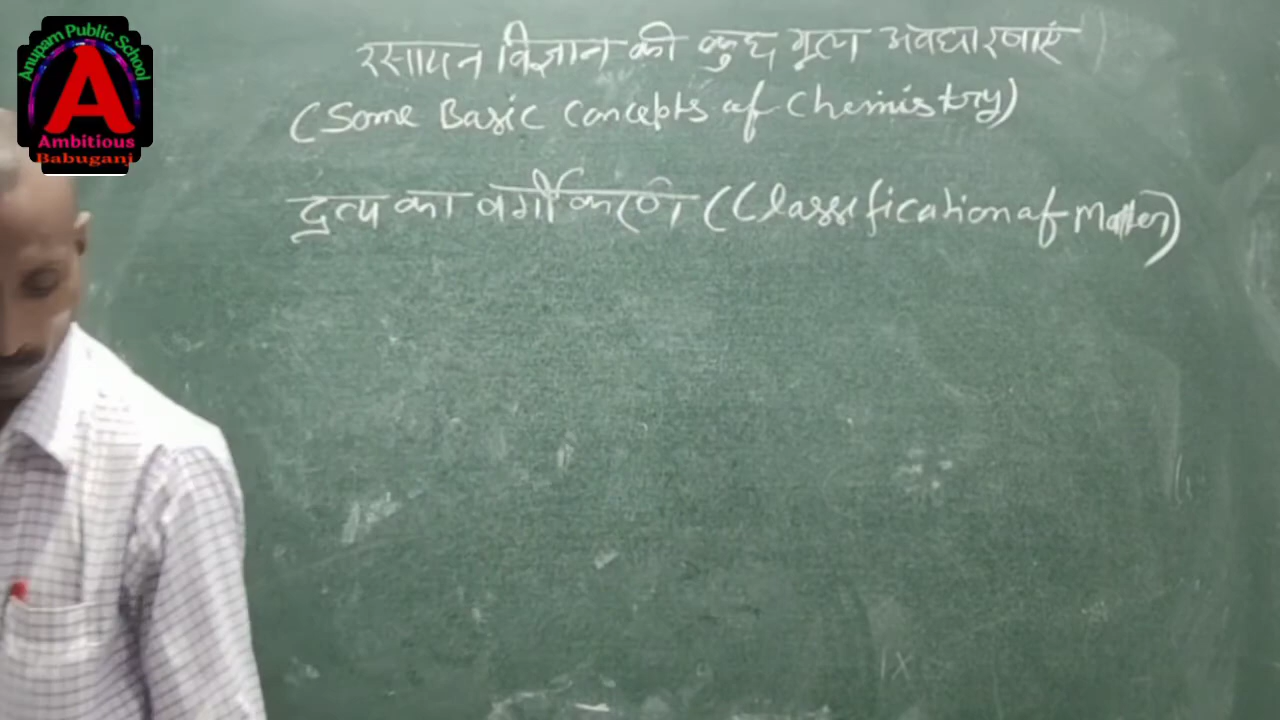 Anupam Public School
A
Ambitious
Babuganj
रसायन विज्ञान की कुछ मूल अवधारणाएं
(Some Basic Concepts of Chemistry)
द्रव्य का वर्गीकरण (Classification of Matter)
IX